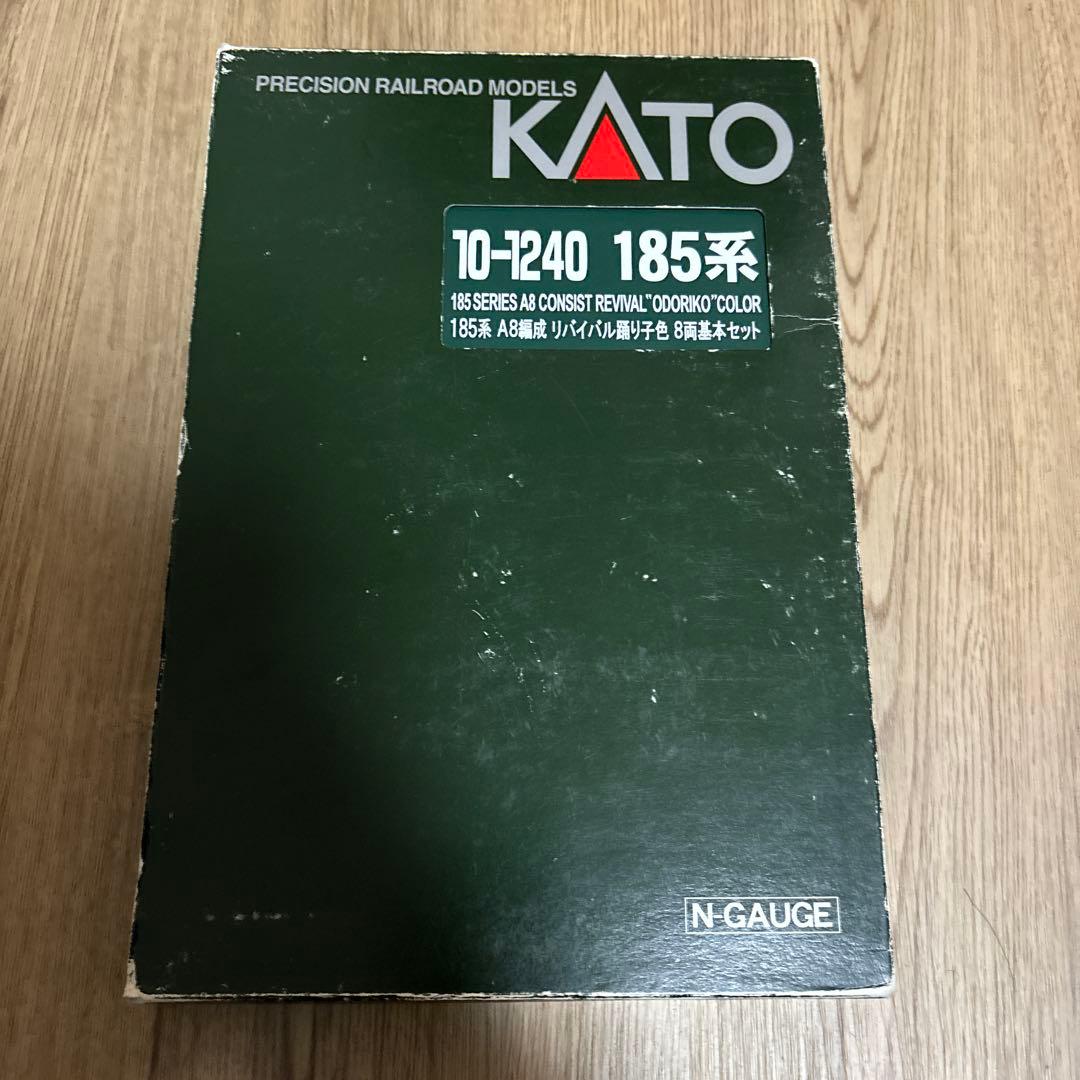 PRECISION RAILROAD MODELS
KATO
10-1240 185系
185 SERIES A8 CONSIST REVIVAL"ODORIKO"COLOR
185系 A8編成 リバイバル踊り子色 8両基本セット
N-GAUGE